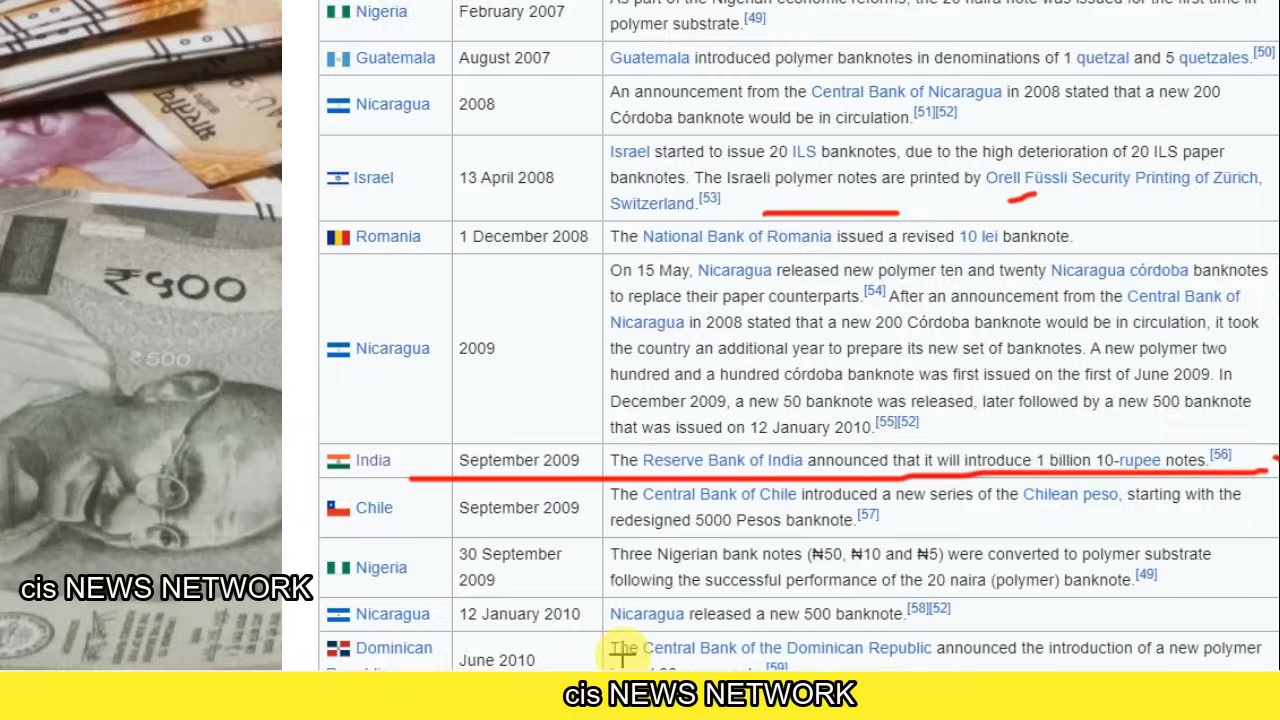 ₹५००
₹500
cis NEWS NETWORK
Nigeria
February 2007
polymer substrate.[49]
Guatemala
August 2007
Guatemala introduced polymer banknotes in denominations of 1 quetzal and 5 quetzales.[50]
Nicaragua
2008
An announcement from the Central Bank of Nicaragua in 2008 stated that a new 200
Córdoba banknote would be in circulation.[51][52]
Israel
13 April 2008
Israel started to issue 20 ILS banknotes, due to the high deterioration of 20 ILS paper
banknotes. The Israeli polymer notes are printed by Orell Füssli Security Printing of Zürich,
Switzerland.[53]
Romania
1 December 2008
The National Bank of Romania issued a revised 10 lei banknote.
Nicaragua
2009
On 15 May, Nicaragua released new polymer ten and twenty Nicaragua córdoba banknotes
to replace their paper counterparts.[54] After an announcement from the Central Bank of
Nicaragua in 2008 stated that a new 200 Córdoba banknote would be in circulation, it took
the country an additional year to prepare its new set of banknotes. A new polymer two
hundred and a hundred córdoba banknote was first issued on the first of June 2009. In
December 2009, a new 50 banknote was released, later followed by a new 500 banknote
that was issued on 12 January 2010.[55][52]
India
September 2009
The Reserve Bank of India announced that it will introduce 1 billion 10-rupee notes.[56]
Chile
September 2009
The Central Bank of Chile introduced a new series of the Chilean peso, starting with the
redesigned 5000 Pesos banknote.[57]
Nigeria
30 September
2009
Three Nigerian bank notes (₦50, ₦10 and ₦5) were converted to polymer substrate
following the successful performance of the 20 naira (polymer) banknote.[49]
Nicaragua
12 January 2010
Nicaragua released a new 500 banknote.[58][52]
Dominican
June 2010
The Central Bank of the Dominican Republic announced the introduction of a new polymer
[59]
cis NEWS NETWORK